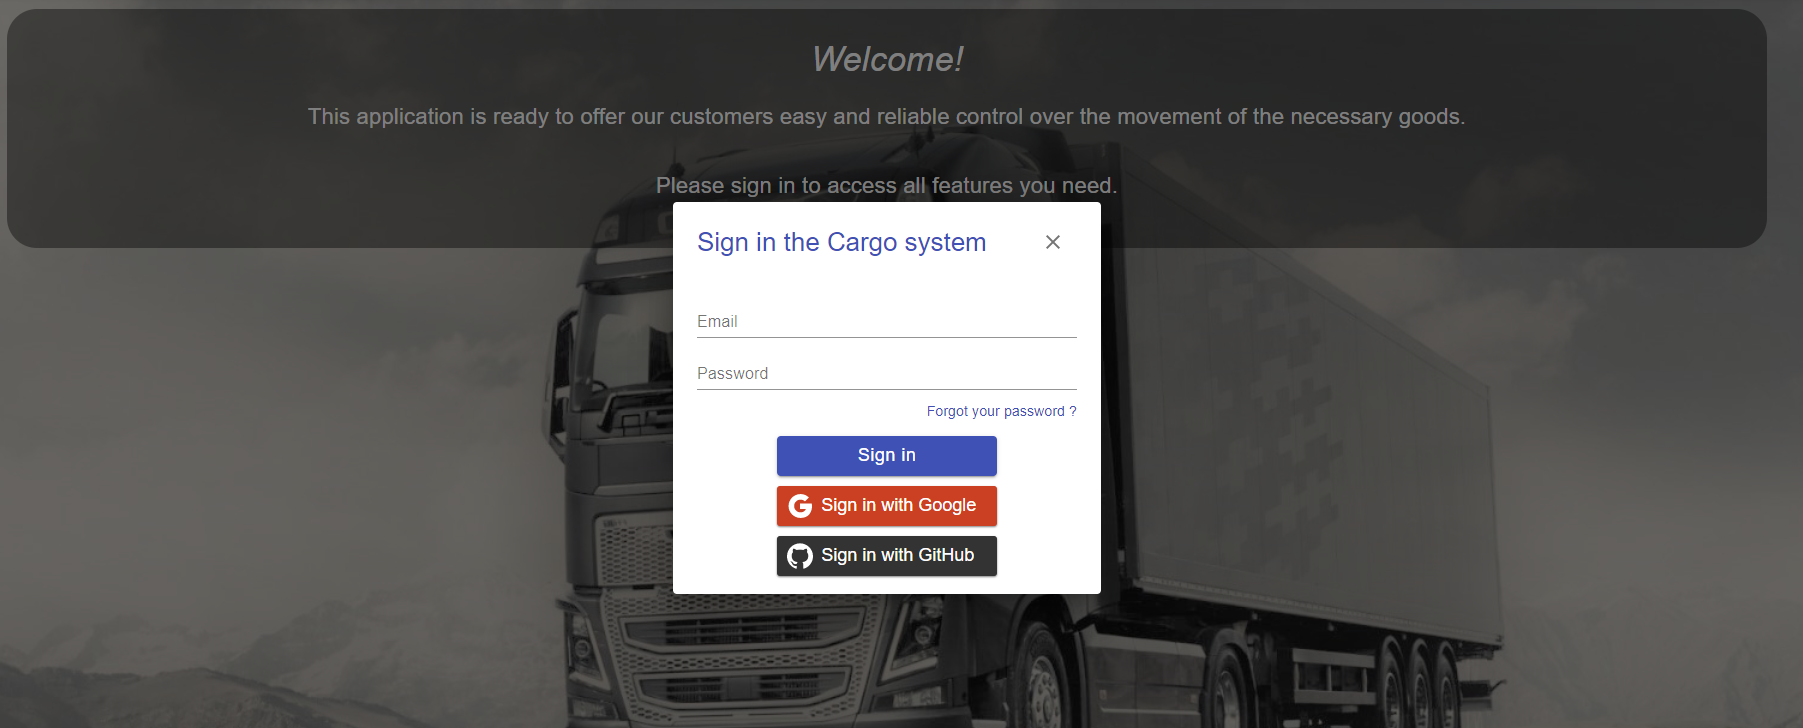 Welcome!
This application is ready to offer our customers easy and reliable control over the movement of the necessary goods.
Please sign in to access all features you need.
Sign in the Cargo system
Email
Password
Forgot your password ?
Sign in
Sign in with Google
Sign in with GitHub